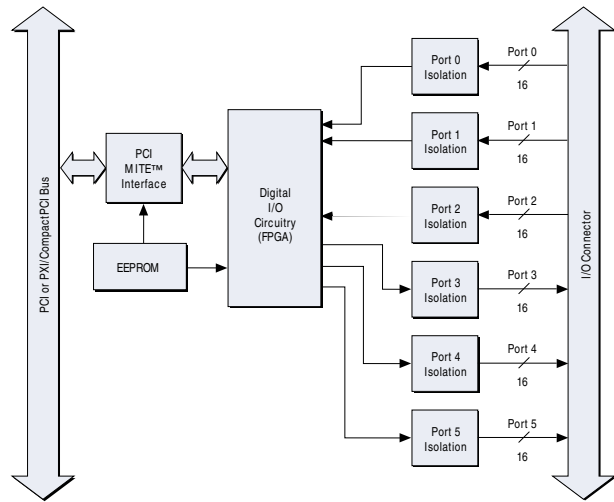 PCI or PXI/CompactPCI Bus
PCI
MITE™
Interface
EEPROM
Digital
I/O
Circuitry
(FPGA)
Port 0
Isolation
Port 0
16
Port 1
Isolation
Port 1
16
Port 2
Isolation
Port 2
16
Port 3
Isolation
Port 3
16
Port 4
Isolation
Port 4
16
Port 5
Isolation
Port 5
16
I/O Connector